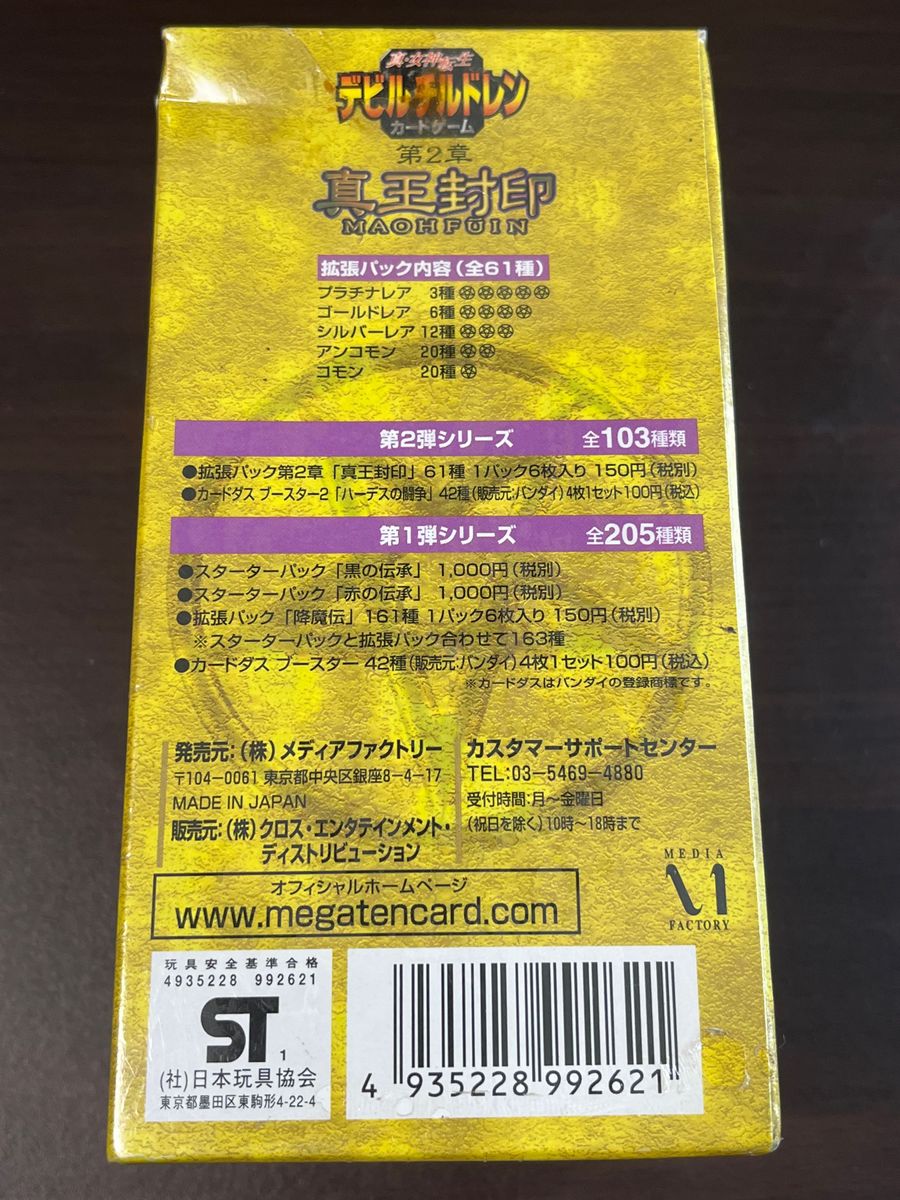 真・女神転生
デビルチルドレン
カードゲーム
第2章
真王封印
MAOH FŪIN
拡張パック内容(全61種)
プラチナレア 3種
ゴールドレア 6種
シルバーレア 12種
アンコモン 20種
コモン 20種
第2弾シリーズ 全103種類
●拡張パック第2章「真王封印」61種 1パック6枚入り 150円(税別)
●カードダス ブースター2「ハーデスの闘争」42種(販売元:バンダイ)4枚1セット100円(税込)
第1弾シリーズ 全205種類
●スターターパック「黒の伝承」 1,000円(税別)
●スターターパック「赤の伝承」 1,000円(税別)
●拡張パック「降魔伝」161種 1パック6枚入り 150円(税別)
※スターターパックと拡張パック合わせて163種
●カードダス ブースター 42種(販売元:バンダイ)4枚1セット100円(税込)
※カードダスはバンダイの登録商標です。
発売元:(株)メディアファクトリー
〒104-0061 東京都中央区銀座8-4-17
MADE IN JAPAN
販売元:(株)クロス・エンタテインメント・
ディストリビューション
カスタマーサポートセンター
TEL:03-5469-4880
受付時間:月~金曜日
(祝日を除く)10時~18時まで
オフィシャルホームページ
www.megatencard.com
MEDIA
FACTORY
玩具安全基準合格
4935228 992621
ST
1
(社)日本玩具協会
東京都墨田区東駒形4-22-4
4 935228 992621